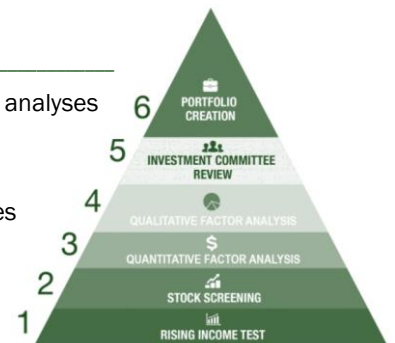 analyses
es
6
PORTFOLIO
CREATION
5
INVESTMENT COMMITTEE
REVIEW
4
QUALITATIVE FACTOR ANALYSIS
3
$
QUANTITATIVE FACTOR ANALYSIS
2
STOCK SCREENING
1
RISING INCOME TEST